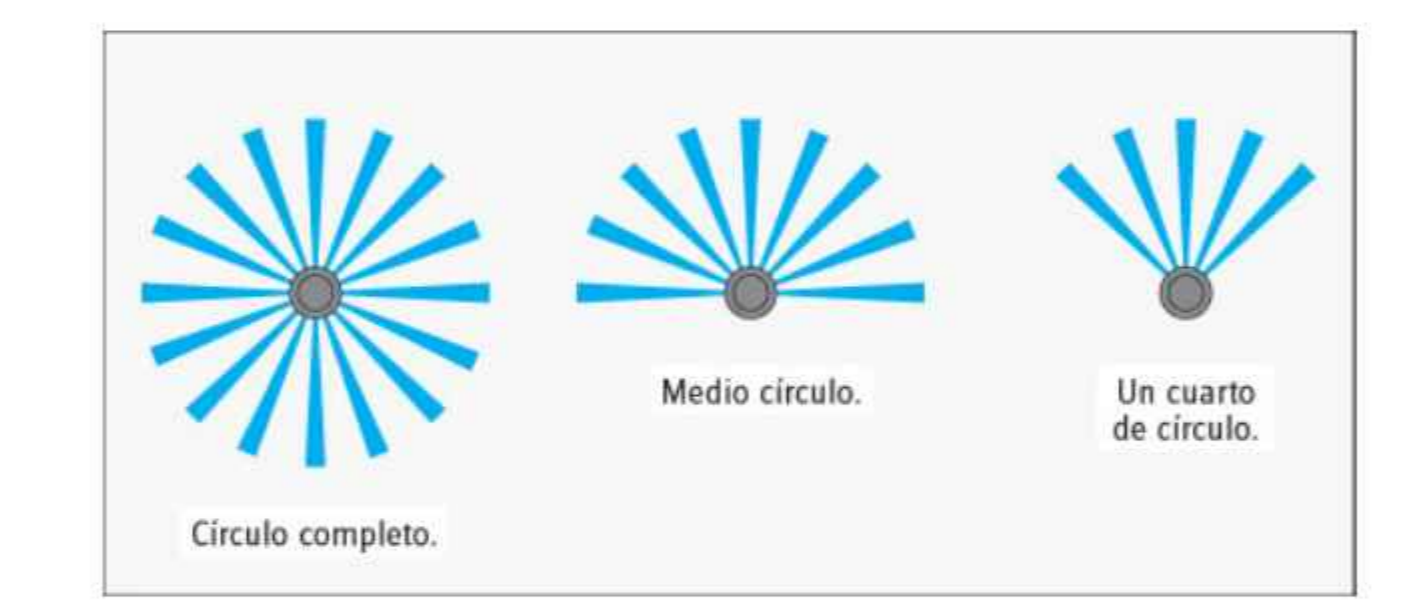 Círculo completo.
Medio círculo.
Un cuarto
de círculo.